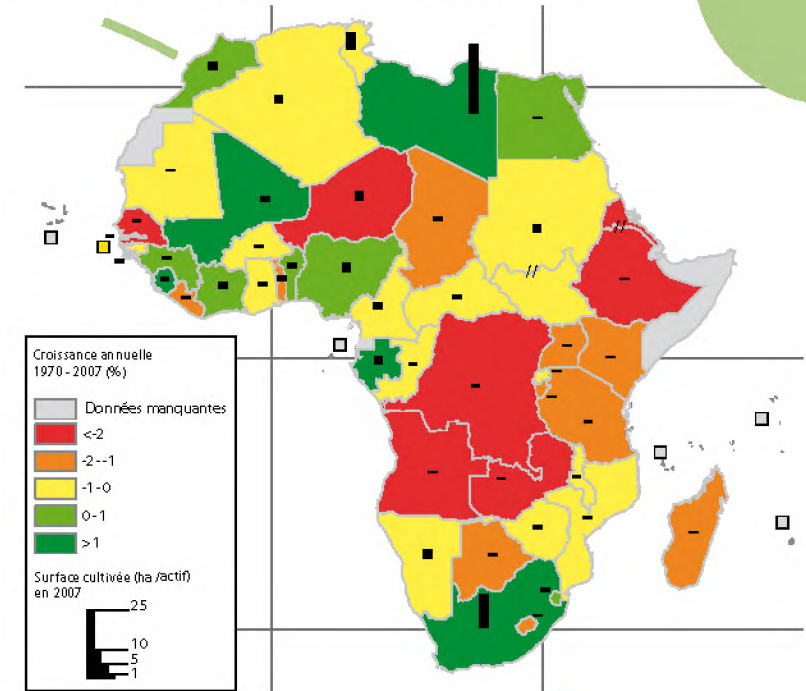 Croissance annuelle
1970 - 2007 (%)
Données manquantes
<-2
-2--1
-1-0
0-1
>1
Surface cultivée (ha /actif)
en 2007
25
10
5
1
//
//